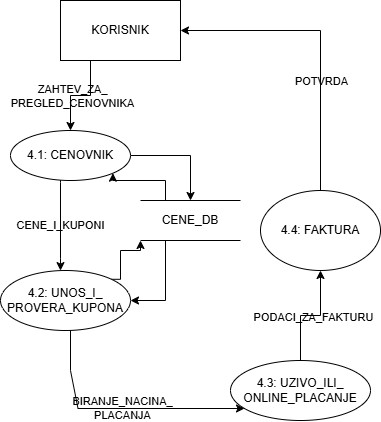 KORISNIK
ZAHTEV_ZA_
PREGLED_CENOVNIKA
POTVRDA
4.1: CENOVNIK
CENE_I_KUPONI
CENE_DB
4.4: FAKTURA
4.2: UNOS_I_
PROVERA_KUPONA
PODACI_ZA_FAKTURU
4.3: UZIVO_ILI_
ONLINE_PLACANJE
BIRANJE_NACINA_
PLACANJA